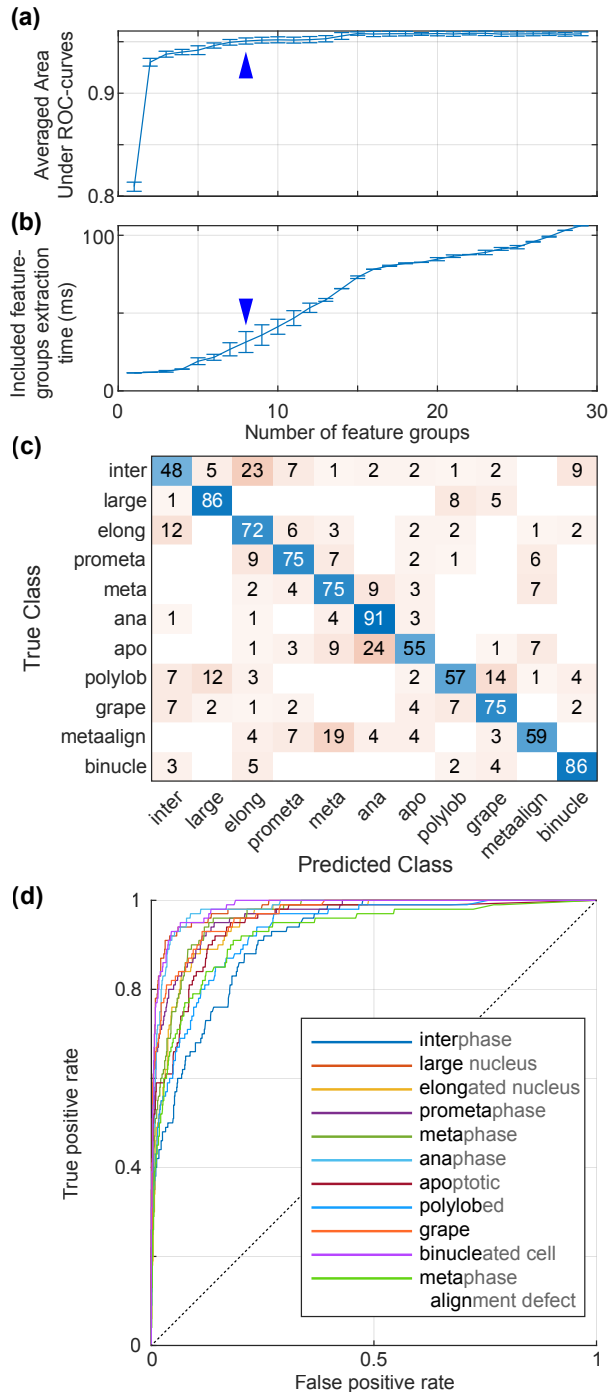 (a)
Averaged Area
Under ROC-curves
0.9
0.8
(b)
Included feature-
groups extraction
time (ms)
100
0
0 10 20 30
Number of feature groups
(c)
True Class
inter 48 5 23 7 1 2 2 1 2 9
large 1 86 8 5
elong 12 72 6 3 2 2 1 2
prometa 9 75 7 2 1 6
meta 2 4 75 9 3 7
ana 1 1 4 91 3
apo 1 3 9 24 55 1 7
polylob 7 12 3 2 57 14 1 4
grape 7 2 1 2 4 7 75 2
metaalign 4 7 19 4 4 3 59
binucle 3 5 2 4 86
inter large elong prometa meta ana apo polylob grape metaalign binucle
Predicted Class
(d)
True positive rate
1
0.8
0.4
0
interphase
large nucleus
elongated nucleus
prometaphase
metaphase
anaphase
apoptotic
polylobed
grape
binucleated cell
metaphase
alignment defect
0 0.5 1
False positive rate